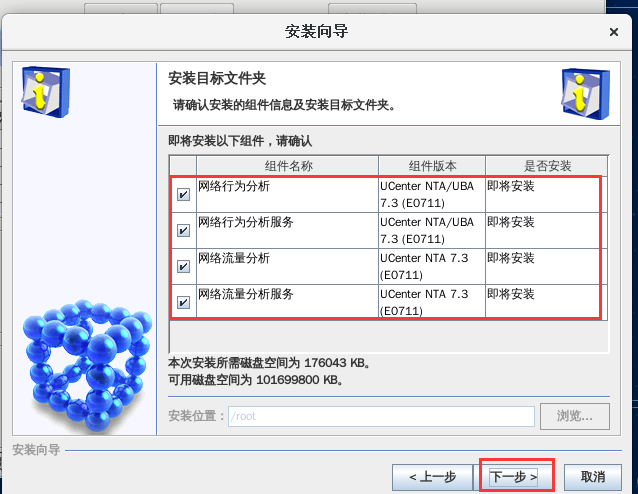 安装向导
安装目标文件夹
请确认安装的组件信息及安装目标文件夹。
即将安装以下组件，请确认
组件名称 组件版本 是否安装
网络行为分析 UCenter NTA/UBA 即将安装
7.3 (E0711)
网络行为分析服务 UCenter NTA/UBA 即将安装
7.3 (E0711)
网络流量分析 UCenter NTA 7.3 即将安装
(E0711)
网络流量分析服务 UCenter NTA 7.3 即将安装
(E0711)
本次安装所需磁盘空间为 176043 KB。
可用磁盘空间为 101699800 KB。
安装位置： /root 浏览...
安装向导
< 上一步 下一步 > 取消